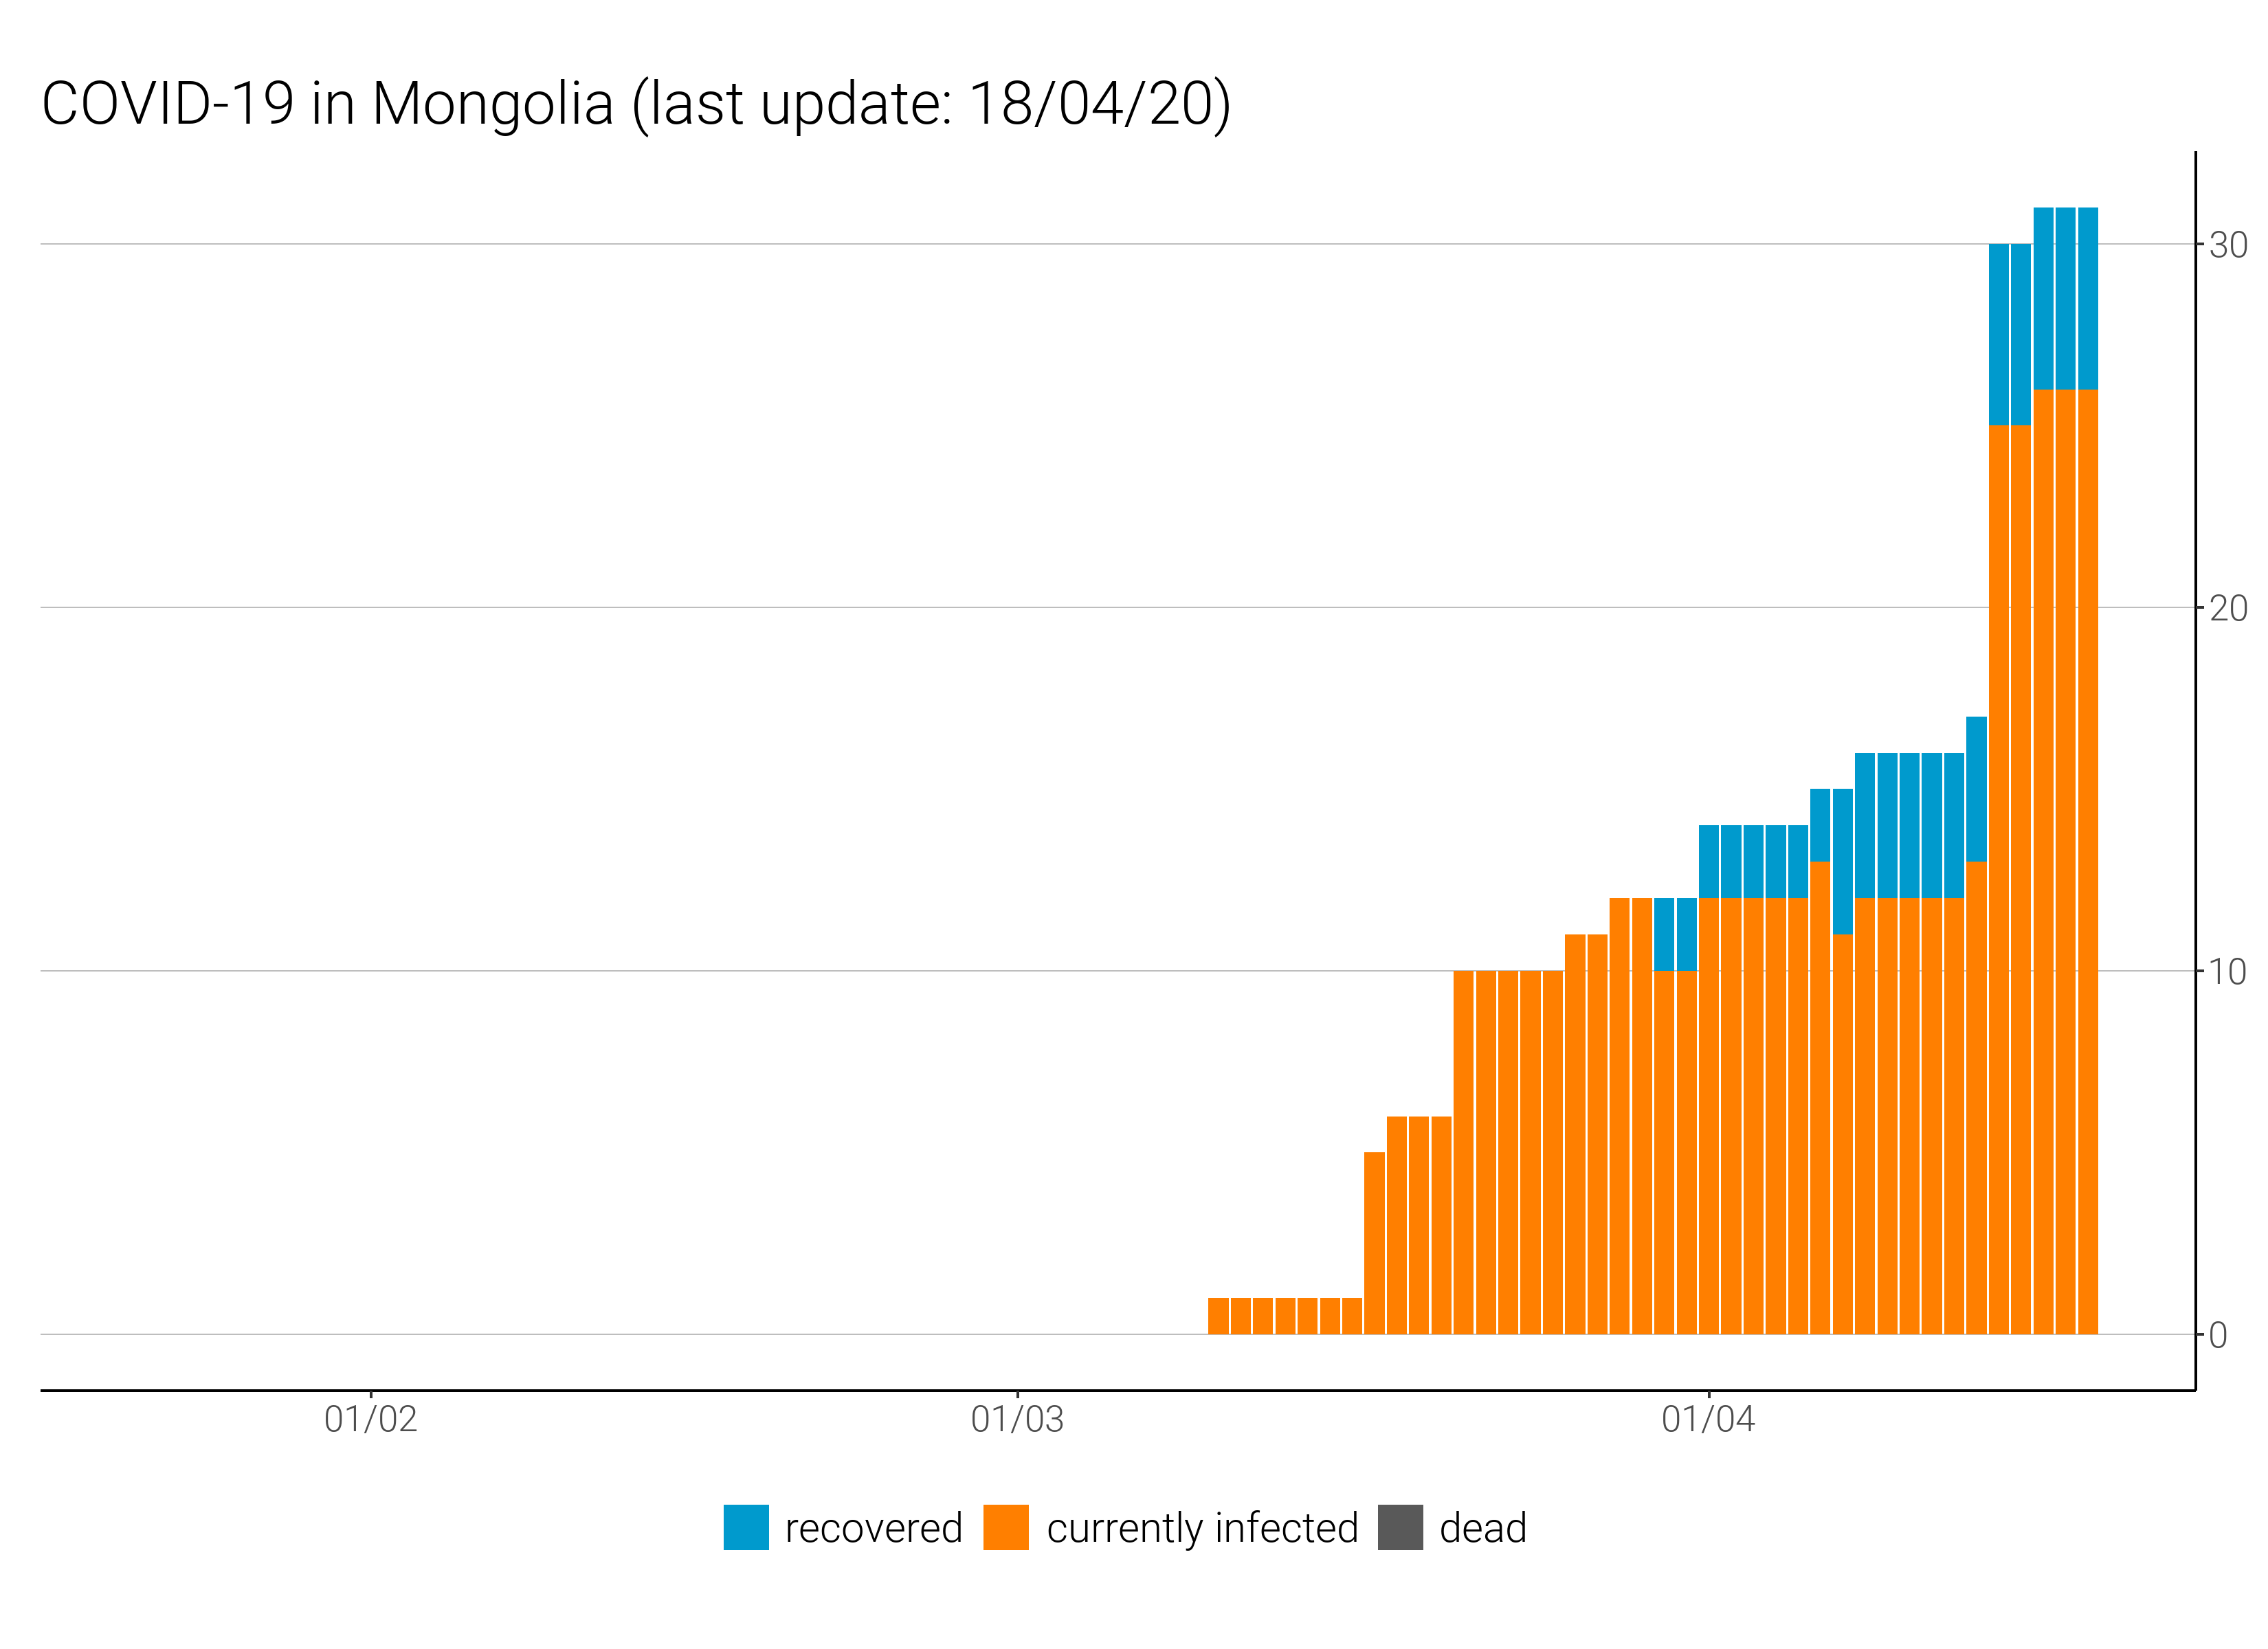 COVID-19 in Mongolia (last update: 18/04/20)
30
20
10
0
01/02 01/03 01/04
recovered currently infected dead